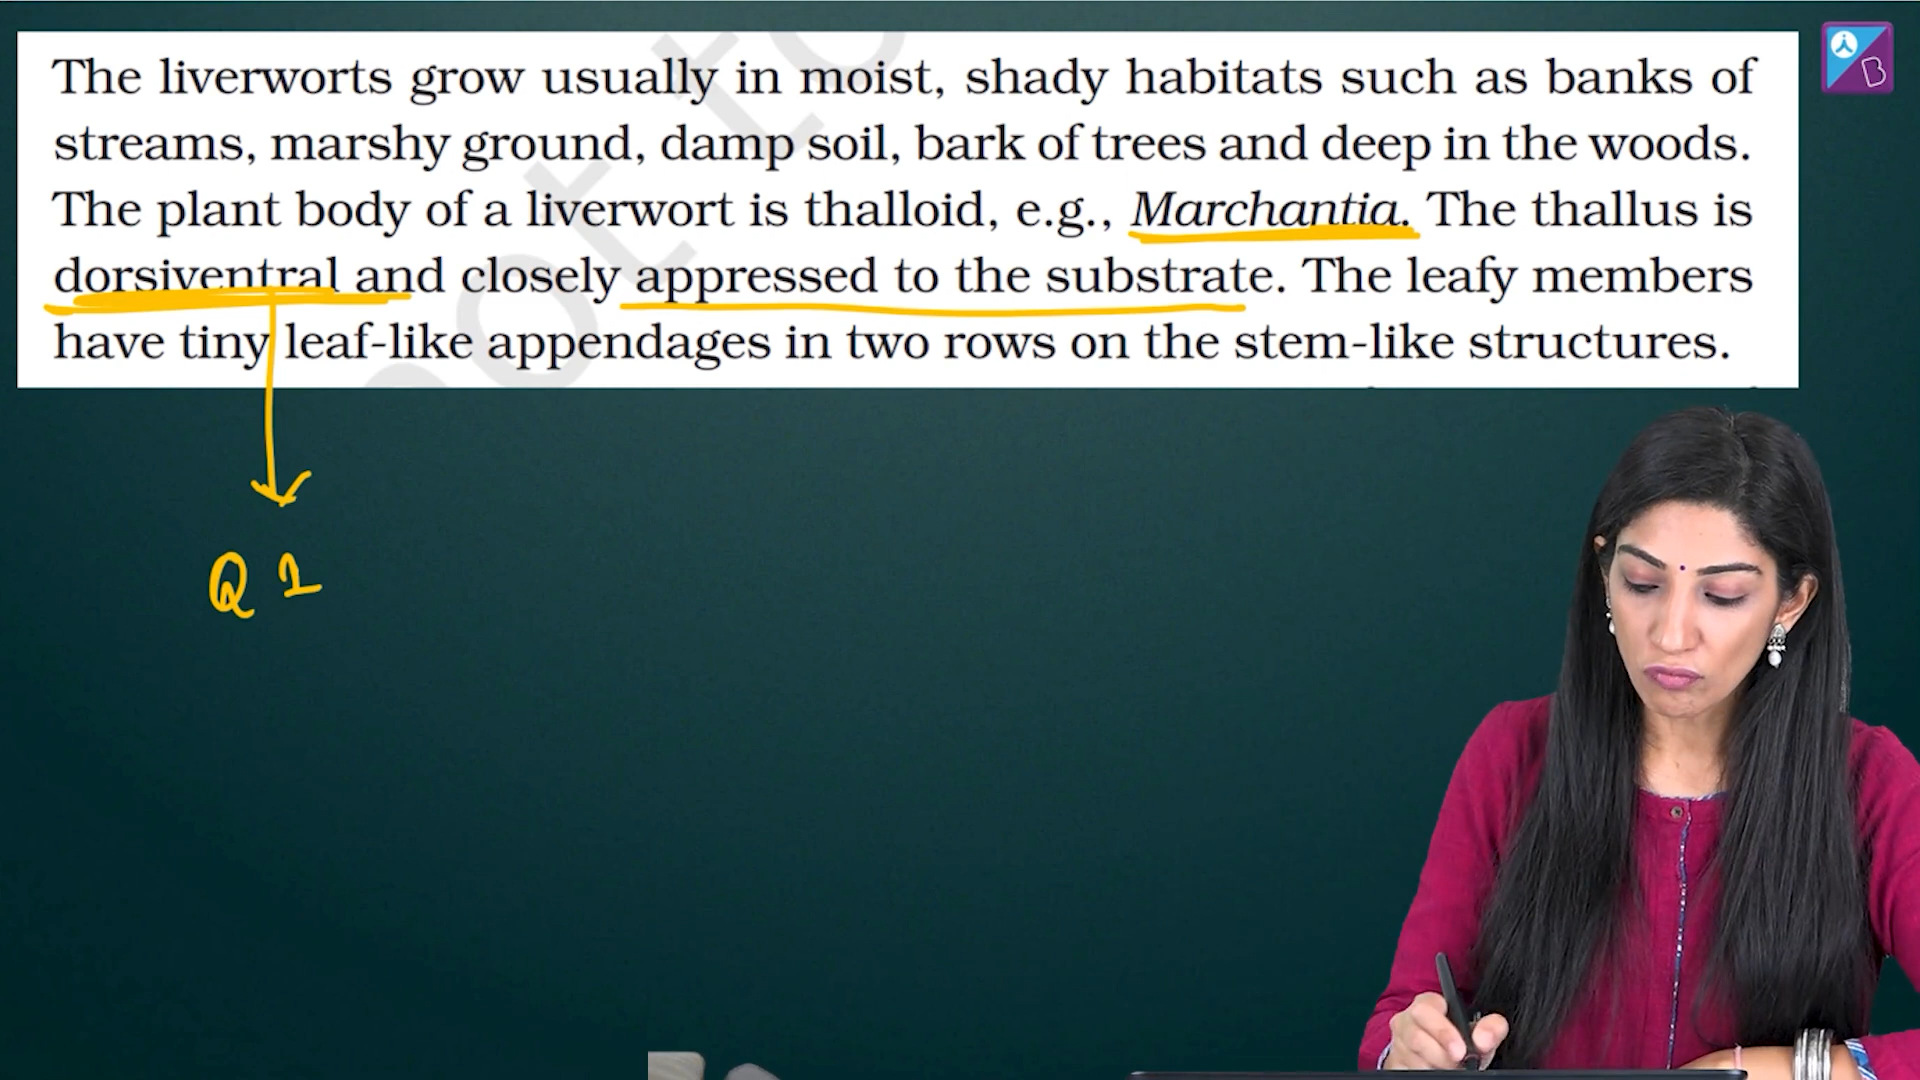 The liverworts grow usually in moist, shady habitats such as banks of
streams, marshy ground, damp soil, bark of trees and deep in the woods.
The plant body of a liverwort is thalloid, e.g., Marchantia. The thallus is
dorsiventral and closely appressed to the substrate. The leafy members
have tiny leaf-like appendages in two rows on the stem-like structures.
Q 1
B